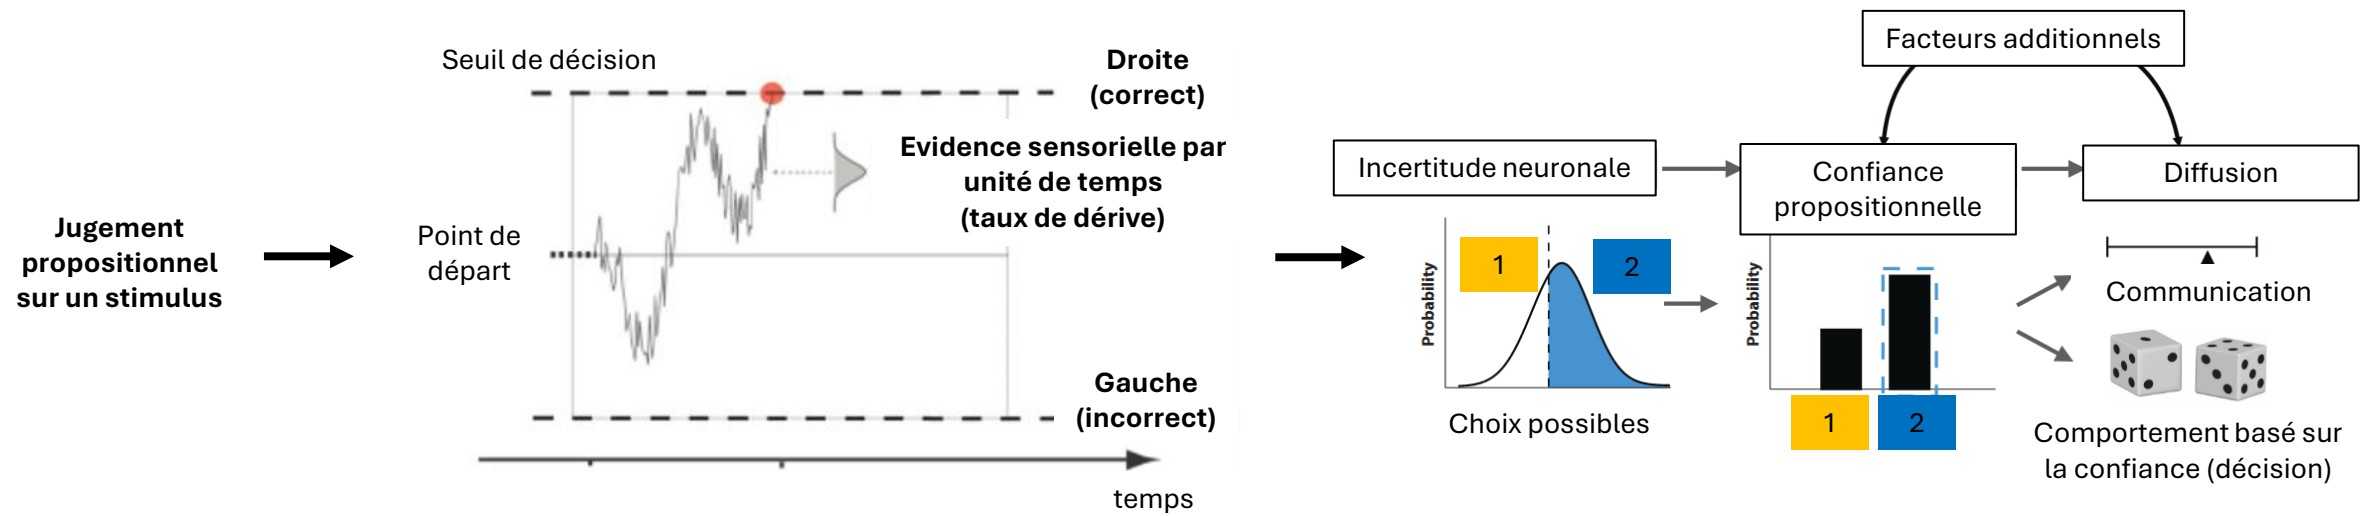 Jugement
propositionnel
sur un stimulus
Seuil de décision
Point de
départ
Droite
(correct)
Evidence sensorielle par
unité de temps
(taux de dérive)
Gauche
(incorrect)
temps
Facteurs additionnels
Incertitude neuronale
Confiance
propositionnelle
Diffusion
Probability
1
2
Choix possibles
Probability
1
2
Communication
Comportement basé sur
la confiance (décision)